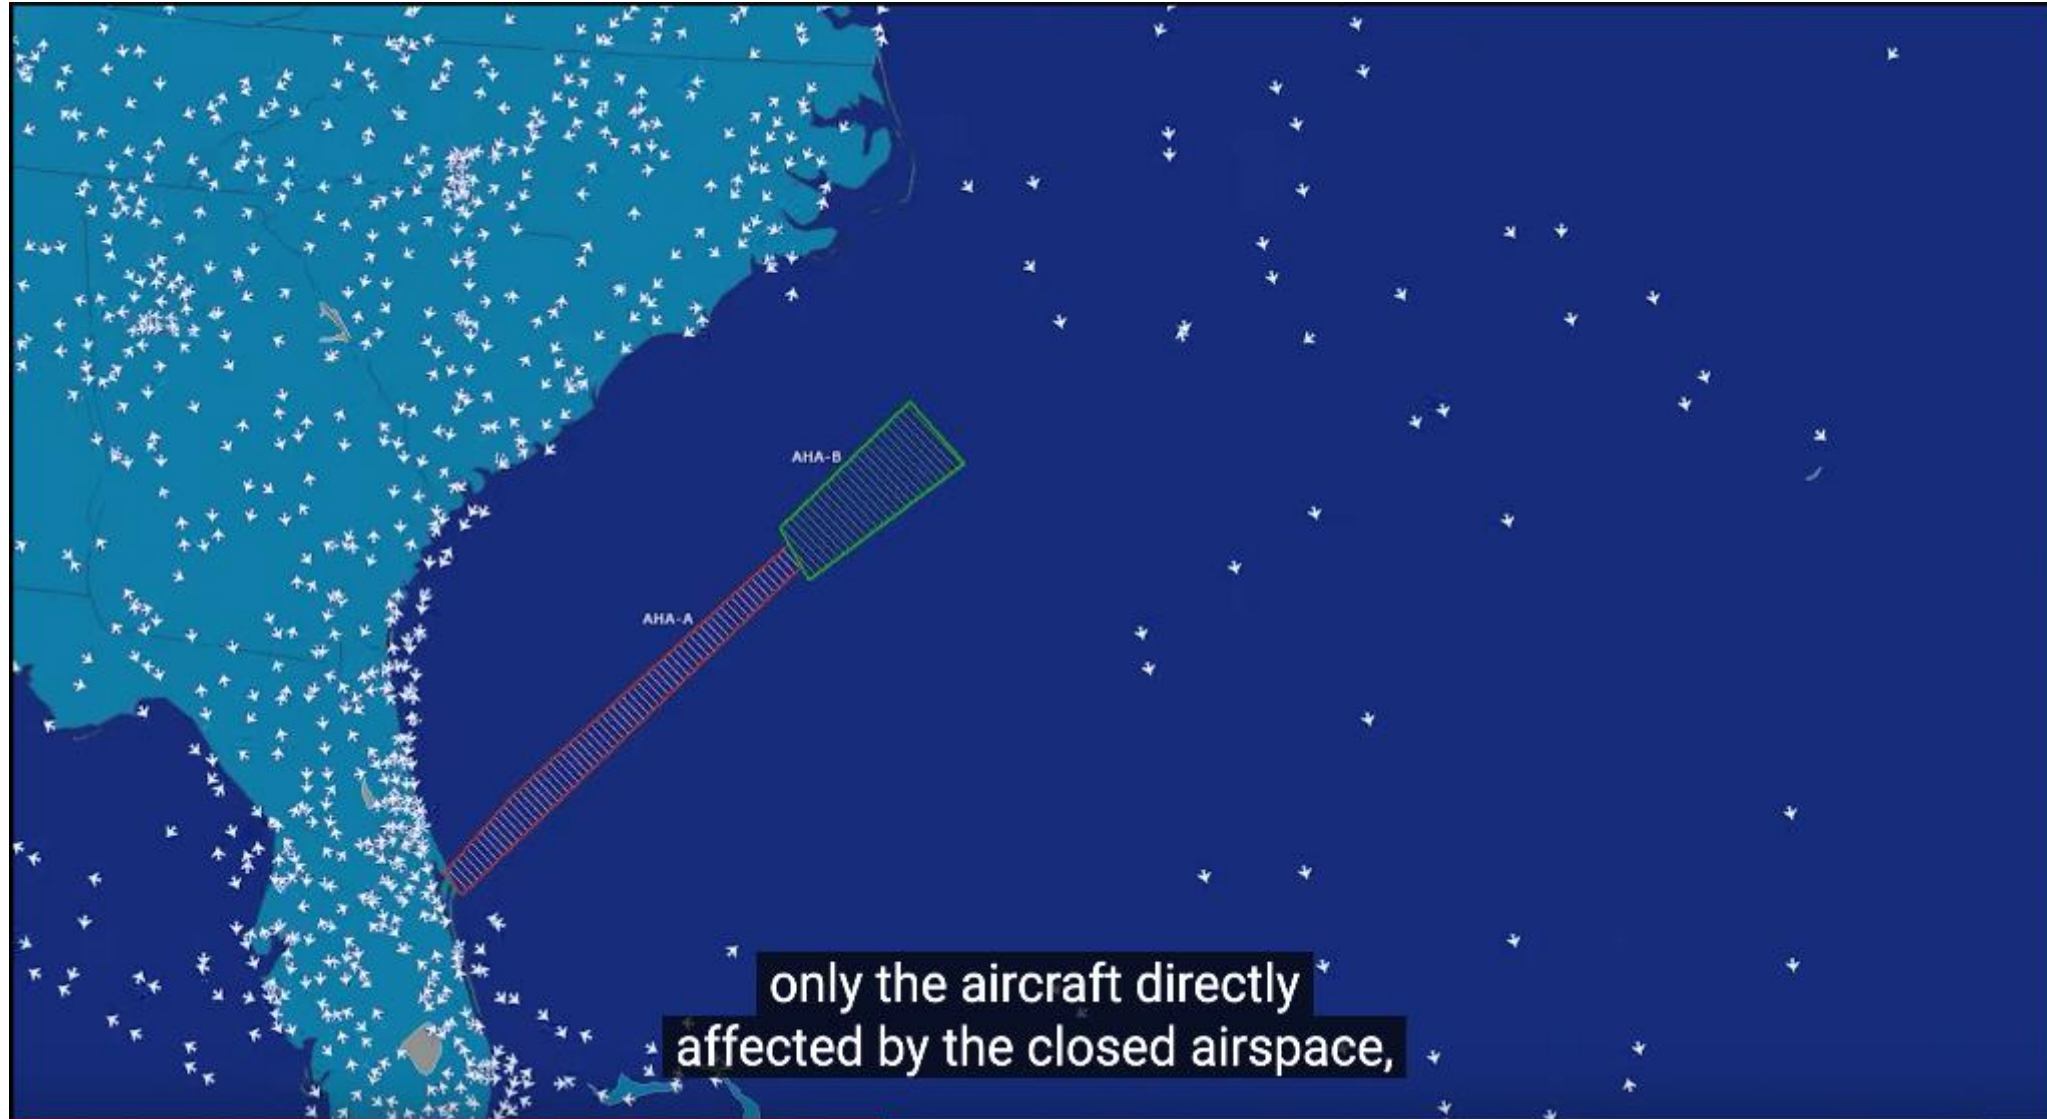 AHA-B
AHA-A
only the aircraft directly
affected by the closed airspace,